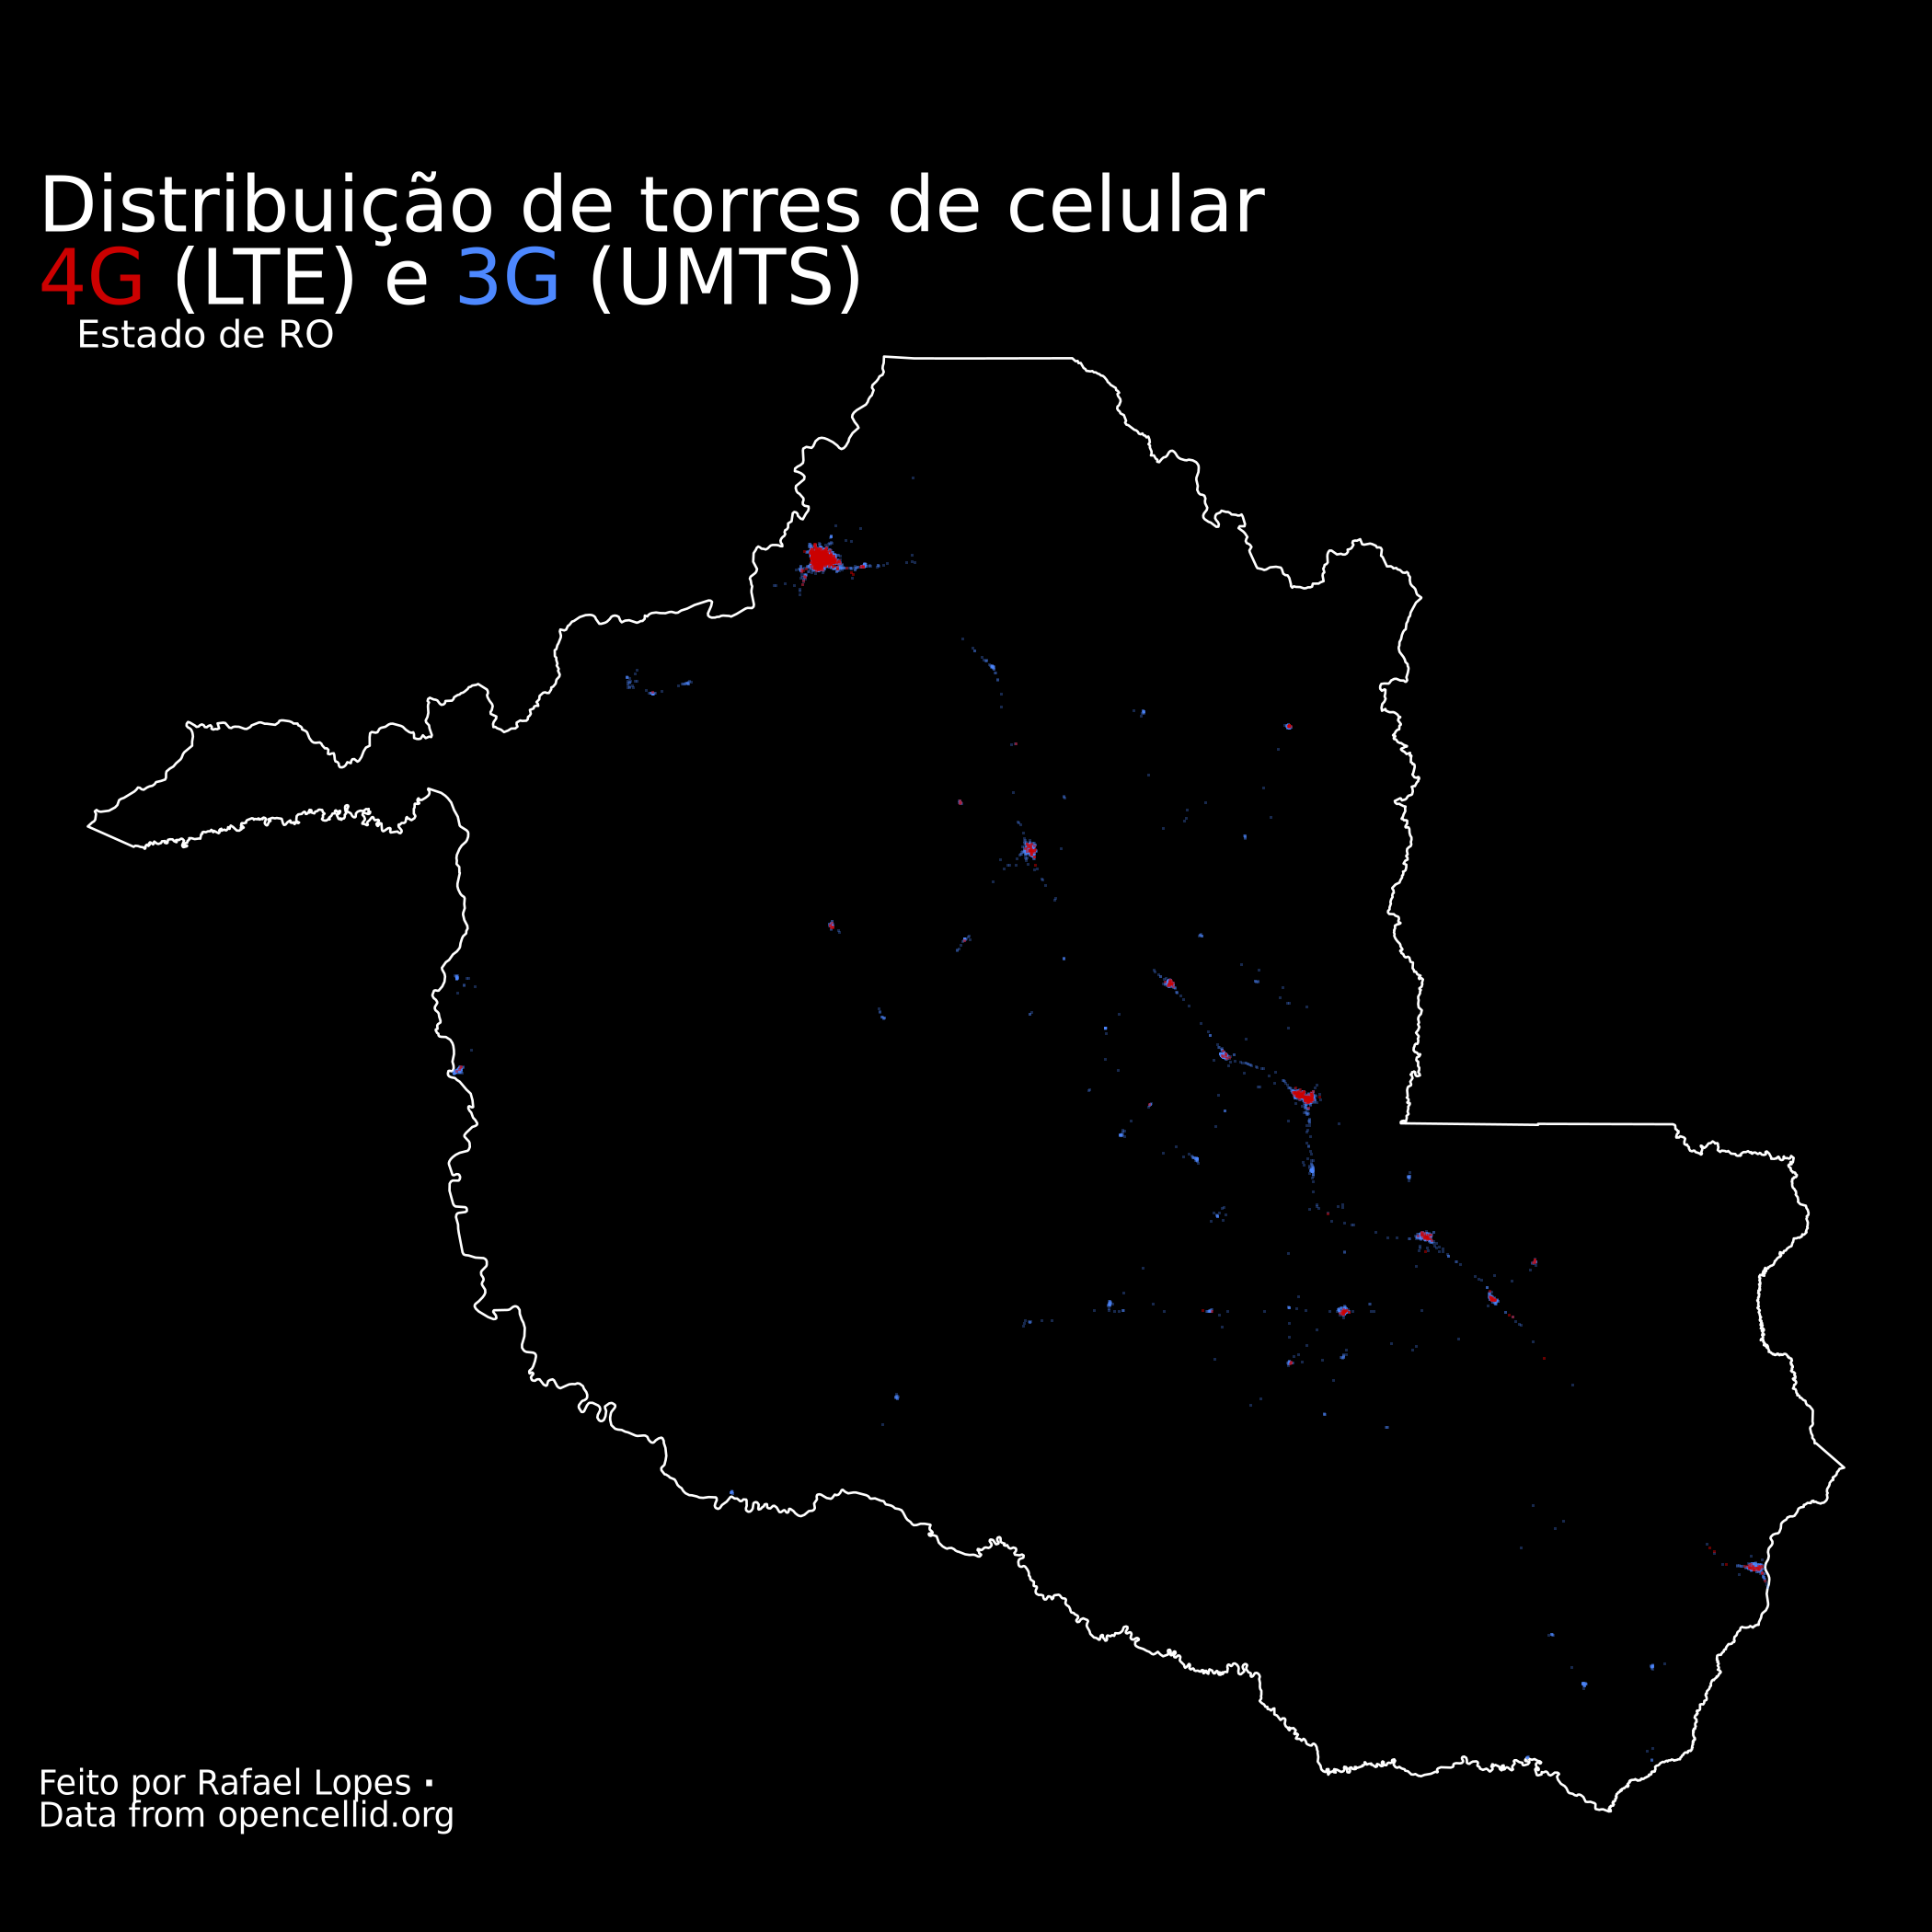 Distribuição de torres de celular
4G (LTE) e 3G (UMTS)
Estado de RO
Feito por Rafael Lopes ·
Data from opencellid.org